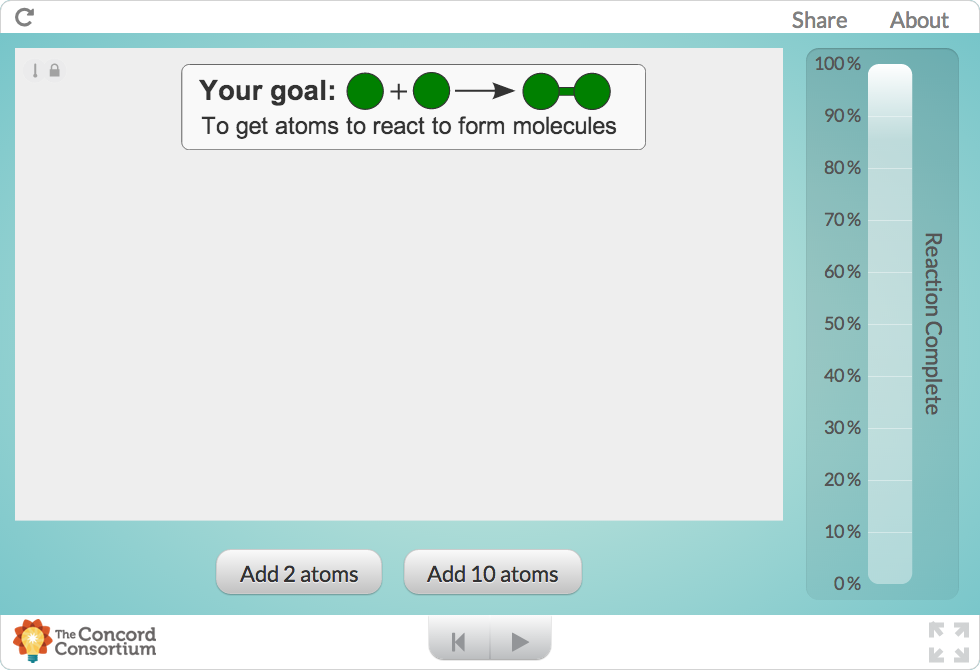 Share About
Your goal: +
To get atoms to react to form molecules
100%
90%
80%
70%
60%
50%
40%
30%
20%
10%
0%
Reaction Complete
Add 2 atoms
Add 10 atoms
The Concord
Consortium